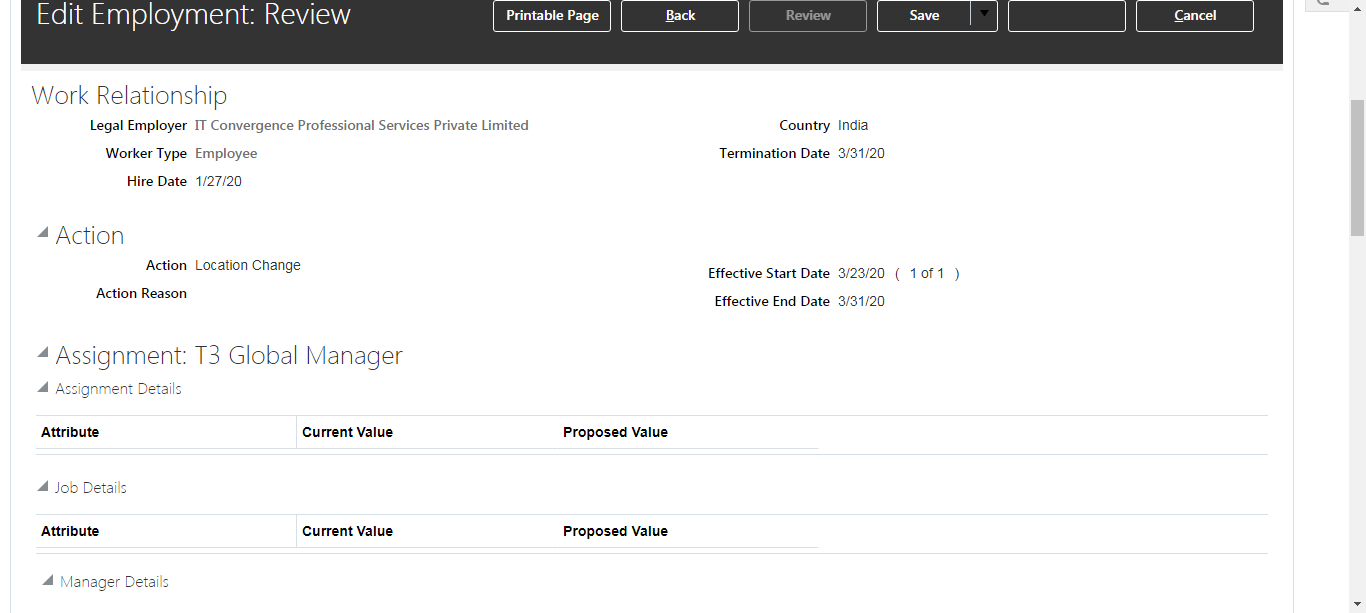 Edit Employment: Review
Printable Page
Back
Review
Save
Cancel
Work Relationship
Legal Employer IT Convergence Professional Services Private Limited
Country India
Worker Type Employee
Termination Date 3/31/20
Hire Date 1/27/20
Action
Action Location Change
Effective Start Date 3/23/20 ( 1 of 1 )
Action Reason
Effective End Date 3/31/20
Assignment: T3 Global Manager
Assignment Details
Attribute Current Value Proposed Value
Job Details
Attribute Current Value Proposed Value
Manager Details